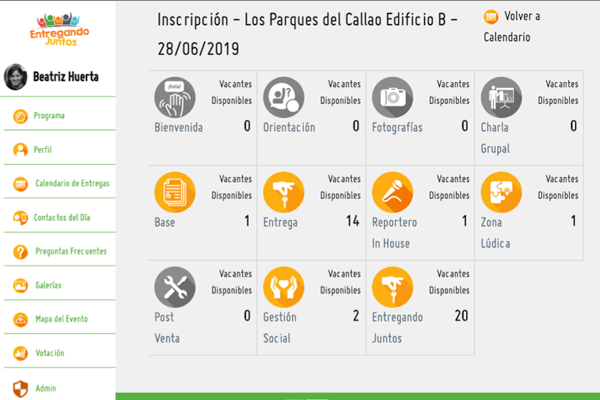 Entregando
Juntos
Beatriz Huerta
Programa
Perfil
Calendario de Entregas
Contactos del Día
Preguntas Frecuentes
Galerías
Mapa del Evento
Votación
Admin
Inscripción - Los Parques del Callao Edificio B -
28/06/2019
Volver a
Calendario
¡Hola!
Vacantes
Disponibles
Bienvenida 0
Vacantes
Disponibles
Orientación 0
Vacantes
Disponibles
Fotografías 0
Vacantes
Disponibles
Charla 0
Grupal
Vacantes
Disponibles
Base 1
Vacantes
Disponibles
Entrega 14
Vacantes
Disponibles
Reportero 1
In House
Vacantes
Disponibles
Zona 1
Lúdica
Vacantes
Disponibles
Post 0
Venta
Vacantes
Disponibles
Gestión 2
Social
Vacantes
Disponibles
Entregando 20
Juntos